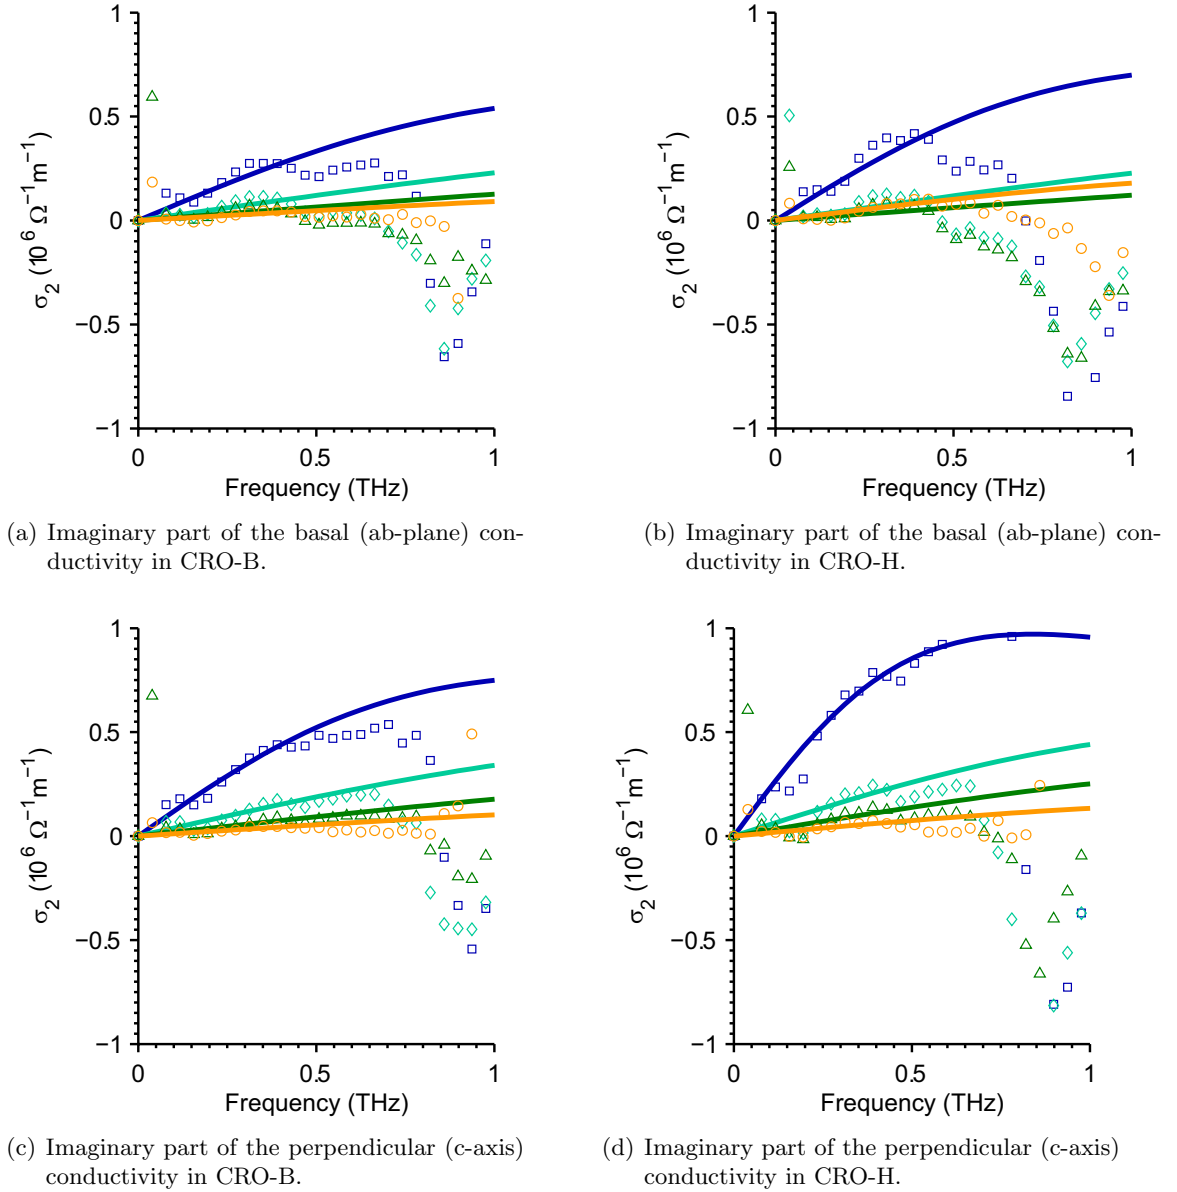 1
0.5
0
−0.5
−1
σ2 (10^6 Ω^−1m^−1)
0
0.5
1
Frequency (THz)
(a) Imaginary part of the basal (ab-plane) con-
ductivity in CRO-B.
1
0.5
0
−0.5
−1
σ2 (10^6 Ω^−1m^−1)
0
0.5
1
Frequency (THz)
(b) Imaginary part of the basal (ab-plane) con-
ductivity in CRO-H.
1
0.5
0
−0.5
−1
σ2 (10^6 Ω^−1m^−1)
0
0.5
1
Frequency (THz)
(c) Imaginary part of the perpendicular (c-axis)
conductivity in CRO-B.
1
0.5
0
−0.5
−1
σ2 (10^6 Ω^−1m^−1)
0
0.5
1
Frequency (THz)
(d) Imaginary part of the perpendicular (c-axis)
conductivity in CRO-H.